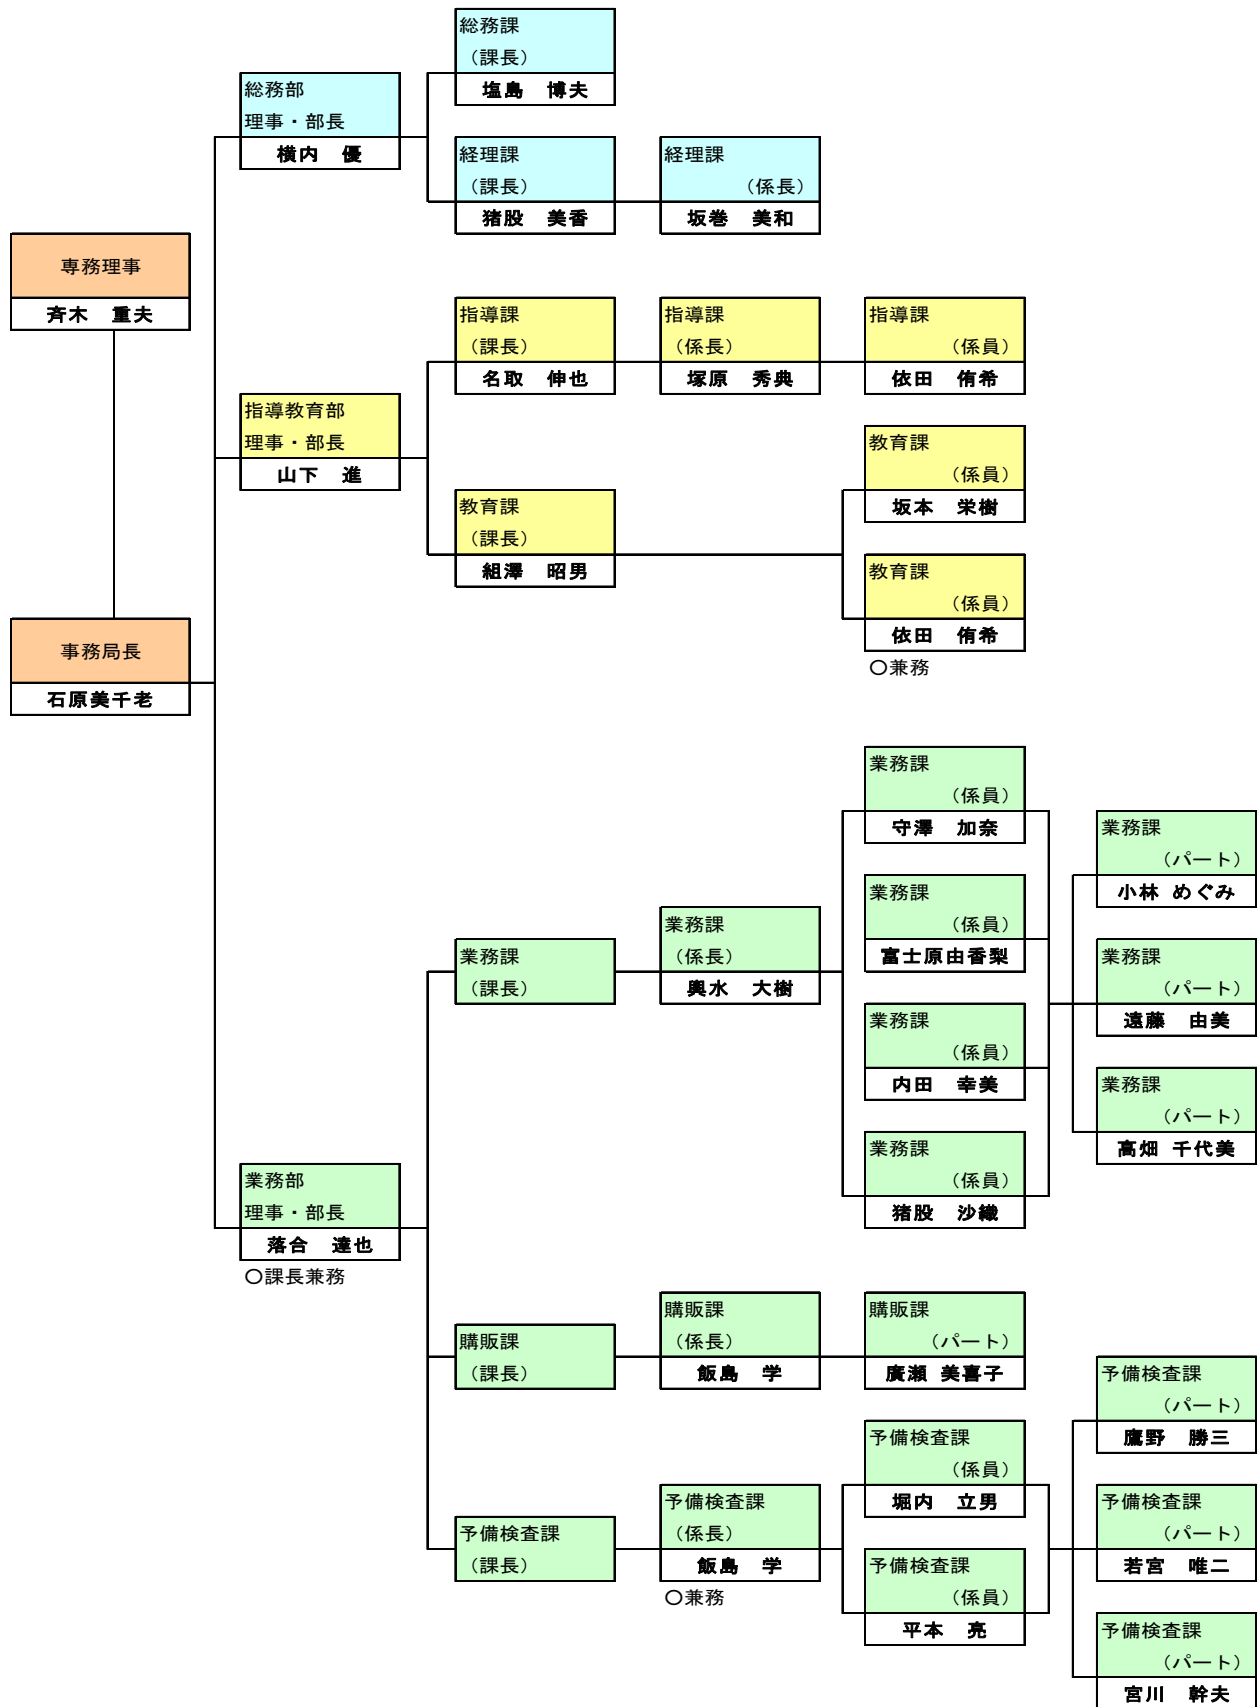 総務課
（課長）
塩島　博夫
総務部
理事・部長
横内　優
経理課
（課長）
猪股　美香
経理課
（係長）
坂巻　美和
専務理事
斉木　重夫
指導課
（課長）
名取　伸也
指導課
（係長）
塚原　秀典
指導課
（係員）
依田　侑希
指導教育部
理事・部長
山下　進
教育課
（係員）
坂本　栄樹
教育課
（課長）
組澤　昭男
教育課
（係員）
依田　侑希
〇兼務
事務局長
石原美千老
業務課
（係員）
守澤　加奈
業務課
（パート）
小林 めぐみ
業務課
（係員）
富士原由香梨
業務課
（課長）
業務課
（係長）
輿水　大樹
業務課
（パート）
遠藤　由美
業務課
（係員）
内田　幸美
業務課
（パート）
高畑 千代美
業務課
（係員）
猪股　沙織
業務部
理事・部長
落合　達也
〇課長兼務
購販課
（課長）
購販課
（係長）
飯島　学
購販課
（パート）
廣瀬 美喜子
予備検査課
（パート）
鷹野　勝三
予備検査課
（係員）
堀内　立男
予備検査課
（課長）
予備検査課
（係長）
飯島　学
〇兼務
予備検査課
（パート）
若宮　唯二
予備検査課
（係員）
平本　亮
予備検査課
（パート）
宮川　幹夫